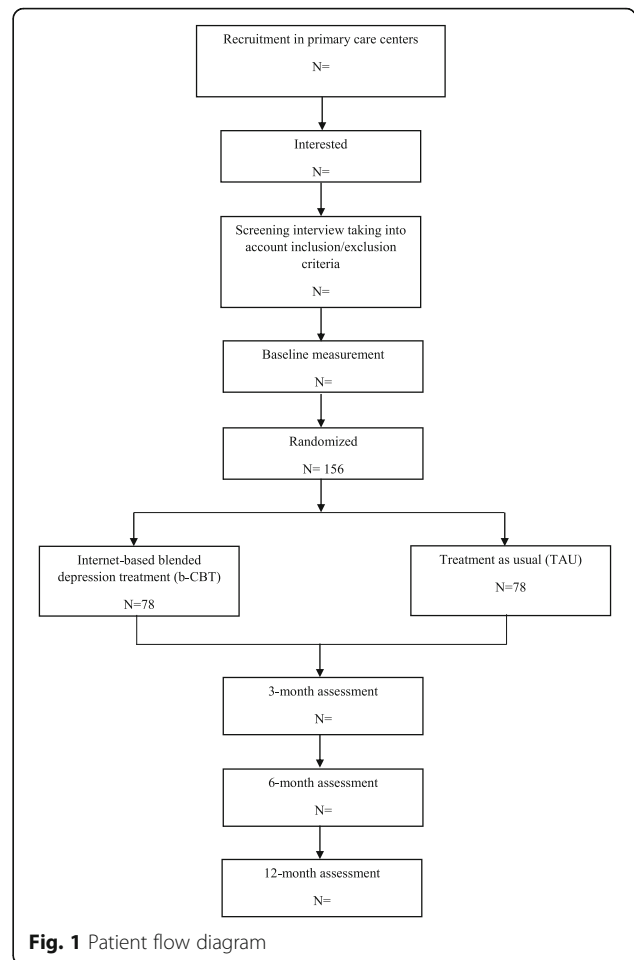 Recruitment in primary care centers
N=
Interested
N=
Screening interview taking into
account inclusion/exclusion
criteria
N=
Baseline measurement
N=
Randomized
N= 156
Internet-based blended
depression treatment (b-CBT)
N=78
Treatment as usual (TAU)
N=78
3-month assessment
N=
6-month assessment
N=
12-month assessment
N=
Fig. 1 Patient flow diagram